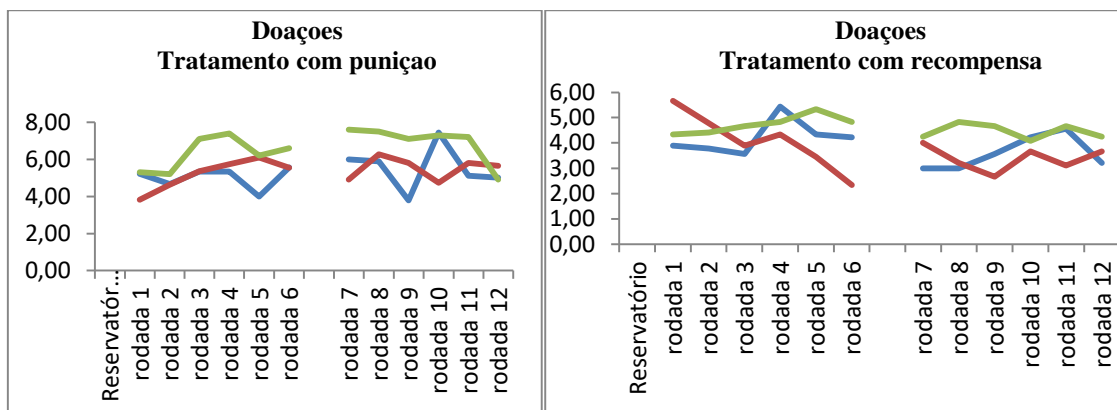 Doaçoes
Tratamento com puniçao
8,00
6,00
4,00
2,00
0,00
Reservatór...
rodada 1
rodada 2
rodada 3
rodada 4
rodada 5
rodada 6
rodada 7
rodada 8
rodada 9
rodada 10
rodada 11
rodada 12
Doaçoes
Tratamento com recompensa
6,00
5,00
4,00
3,00
2,00
1,00
0,00
Reservatório
rodada 1
rodada 2
rodada 3
rodada 4
rodada 5
rodada 6
rodada 7
rodada 8
rodada 9
rodada 10
rodada 11
rodada 12